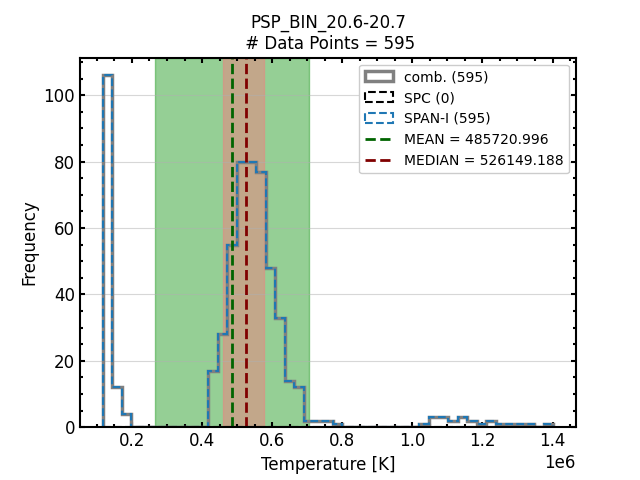 PSP_BIN_20.6-20.7
# Data Points = 595
comb. (595)
SPC (0)
SPAN-I (595)
MEAN = 485720.996
MEDIAN = 526149.188
Frequency
100
80
60
40
20
0
0.2 0.4 0.6 0.8 1.0 1.2 1.4
1e6
Temperature [K]